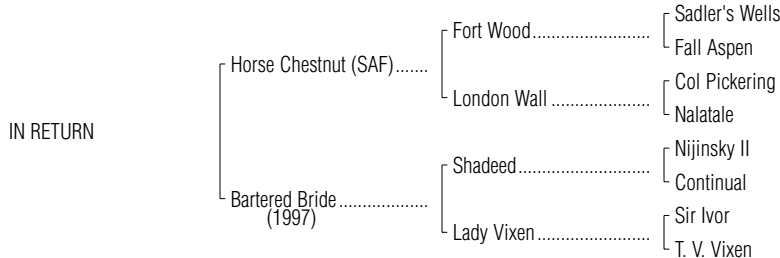 Sadler's Wells
Fort Wood
Fall Aspen
Horse Chestnut (SAF)
Col Pickering
London Wall
Nalatale
IN RETURN
Nijinsky II
Shadeed
Continual
Bartered Bride
(1997)
Sir Ivor
Lady Vixen
T. V. Vixen